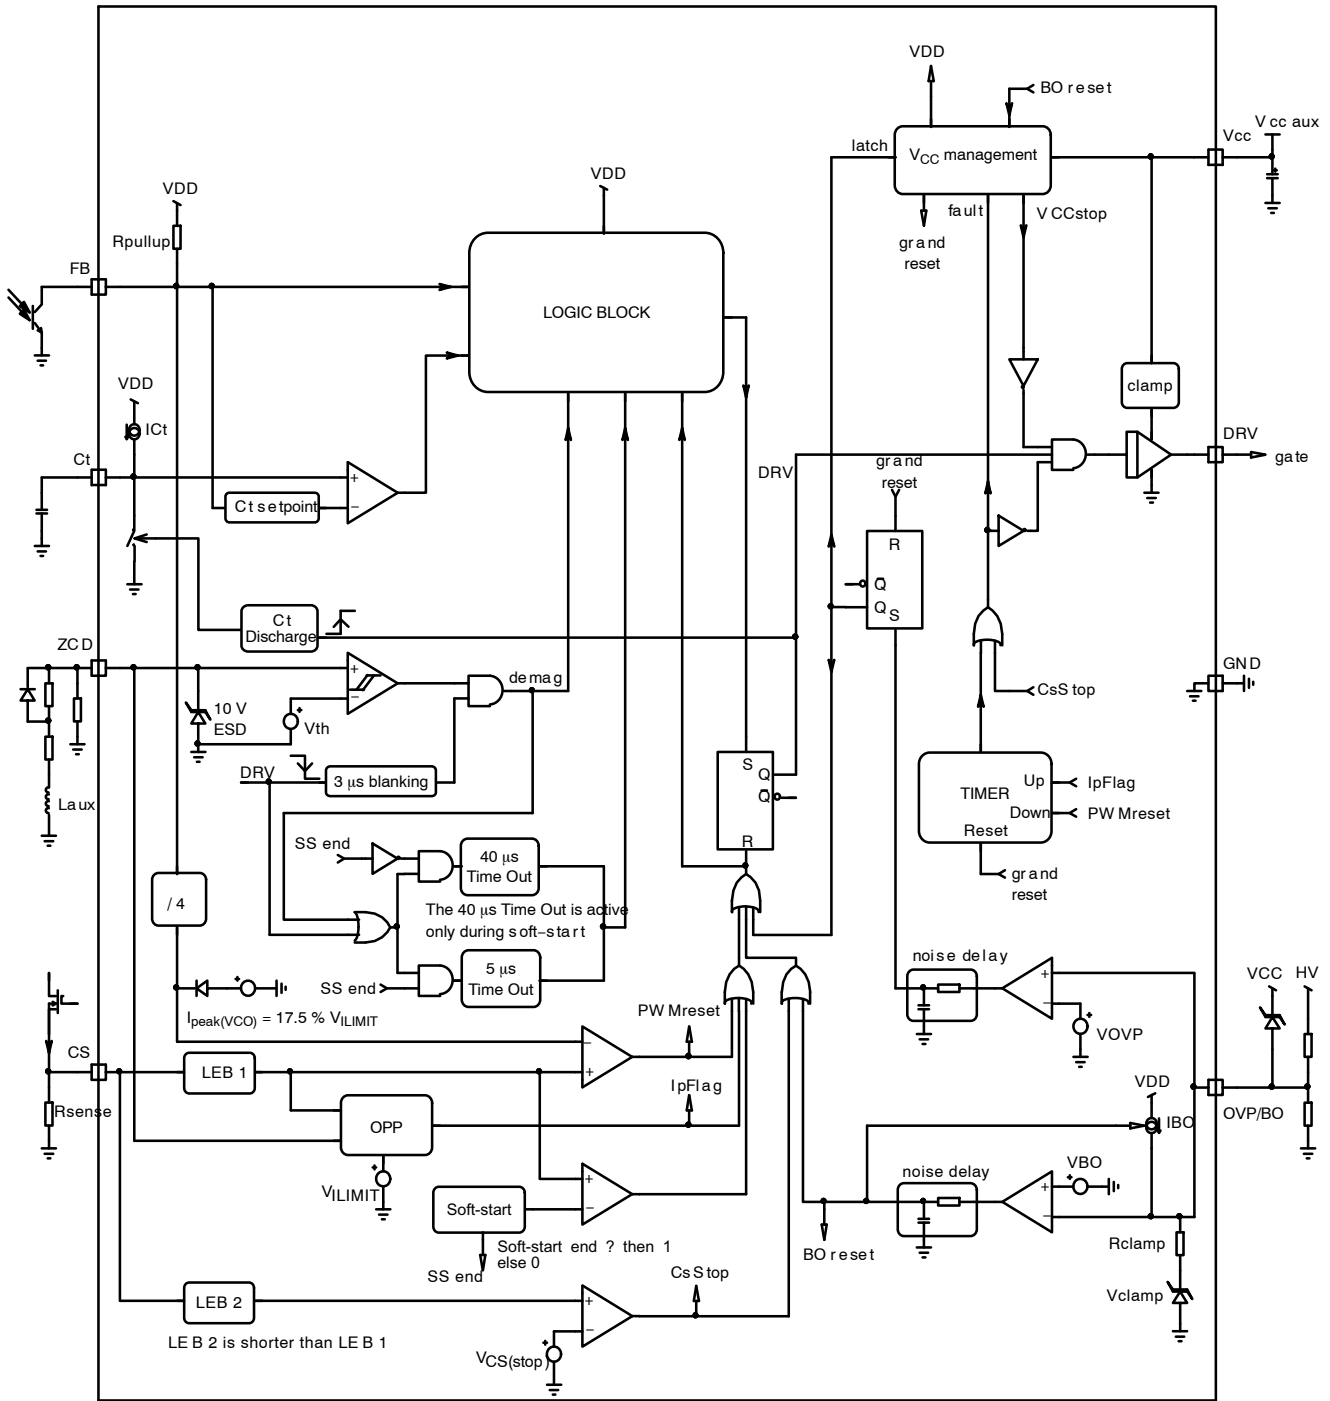 VDD
BO reset
Vcc
Vcc aux
latch
VCC management
VDD
VDD
Rpullup
fault
VCCstop
grand
reset
FB
LOGIC BLOCK
VDD
clamp
ICt
DRV
Ct
grand
reset
DRV
gate
Ct setpoint
R
Q
Q
S
Ct
Discharge
ZCD
GND
demag
CsStop
10 V
ESD
Vth
S
Q
DRV
3 µs blanking
Q
Up
IpFlag
TIMER
Laux
Down
PWMreset
Reset
SS end
R
40 µs
Time Out
grand
reset
/ 4
The 40 µs Time Out is active
only during soft-start
noise delay
5 µs
Time Out
VCC
HV
SS end
Ipeak(VCO) = 17.5 % VILIMIT
PWMreset
VOVP
CS
LEB 1
IpFlag
VDD
Rsense
OPP
IBO
OVP/BO
noise delay
VBO
VILIMIT
Soft-start
Soft-start end ? then 1
else 0
BO reset
Rclamp
SS end
CsStop
LEB 2
Vclamp
LEB 2 is shorter than LEB 1
VCS(stop)
+
−